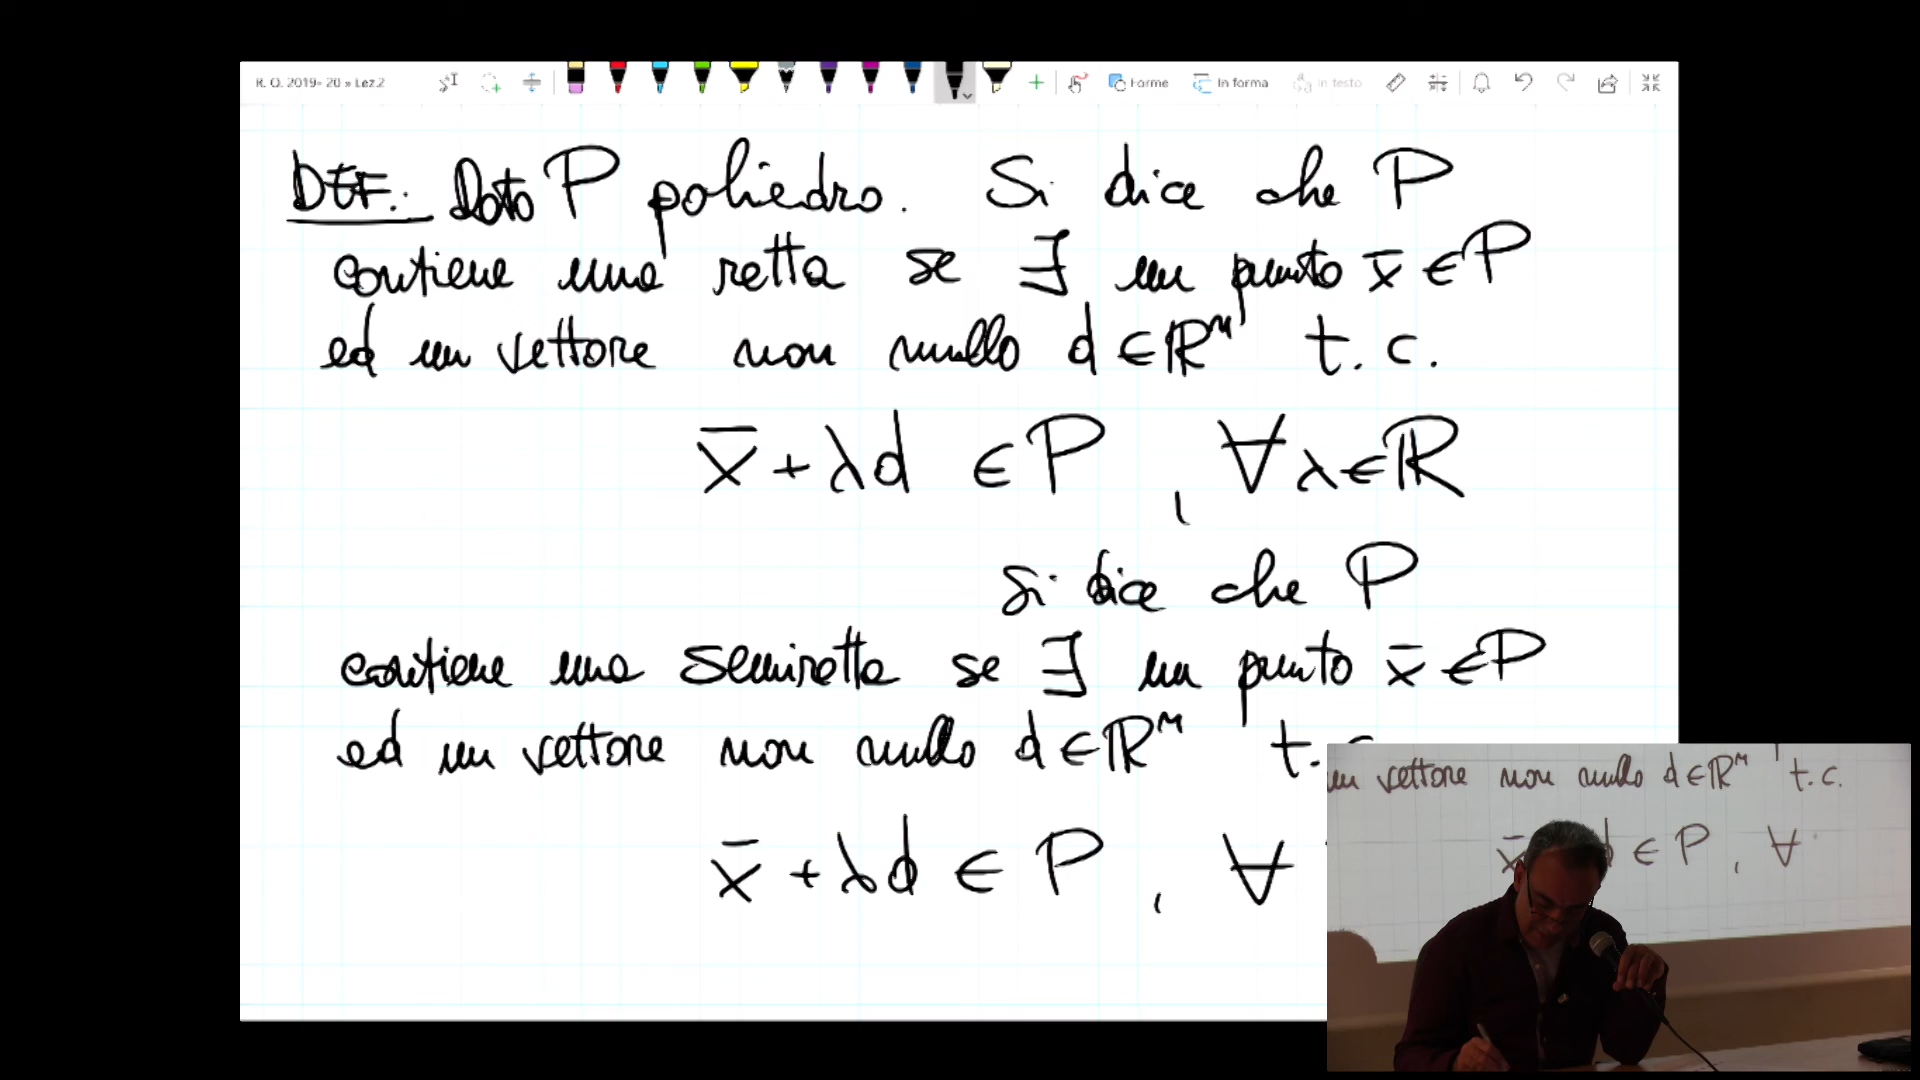 R. O. 2019-20 » Lez.2
Forme In forma In testo
DEF: Dato P poliedro. Si dice che P
contiene una retta se ∃ un punto x̄ ∈ P
ed un vettore non nullo d ∈ ℝⁿ t.c.
x̄ + λd ∈ P , ∀ λ ∈ ℝ
Si dice che P
contiene una semiretta se ∃ un punto x̄ ∈ P
ed un vettore non nullo d ∈ ℝⁿ t.c.
x̄ + λd ∈ P , ∀
un vettore non nullo d ∈ ℝⁿ t.c.
x̄ d ∈ P , ∀